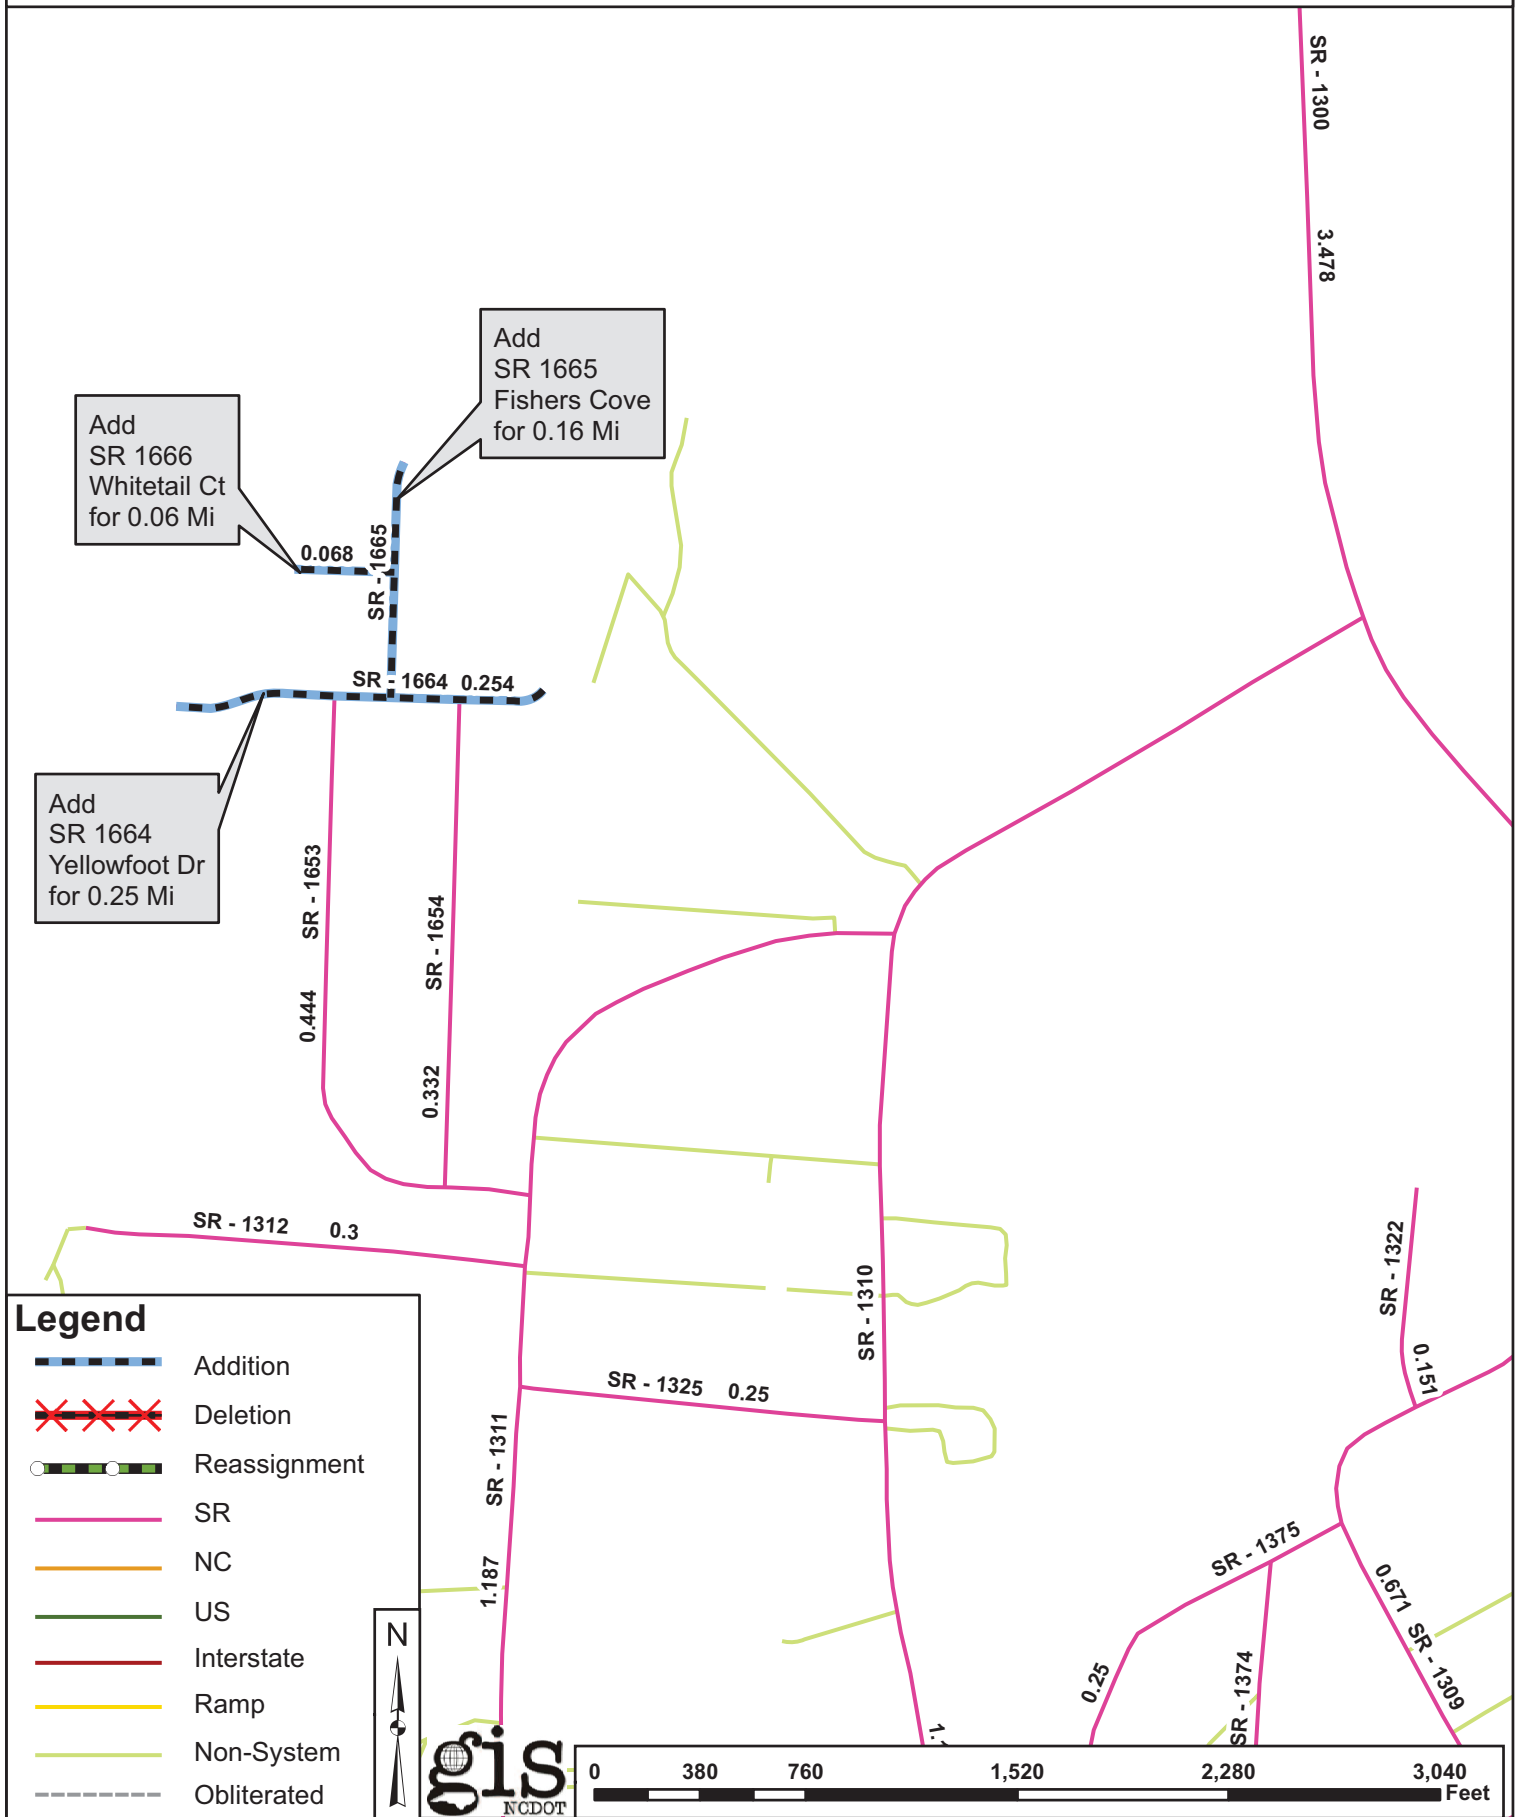 SR - 1300
3.478
Add
SR 1665
Fishers Cove
for 0.16 Mi
Add
SR 1666
Whitetail Ct
for 0.06 Mi
0.068
SR - 1665
SR - 1664 0.254
Add
SR 1664
Yellowfoot Dr
for 0.25 Mi
SR - 1653
0.444
SR - 1654
0.332
SR - 1312 0.3
SR - 1310
SR - 1322
0.151
SR - 1325 0.25
SR - 1311
1.187
SR - 1375
0.25
SR - 1374
0.671 SR - 1309
Legend
Addition
Deletion
Reassignment
SR
NC
US
Interstate
Ramp
Non-System
Obliterated
N
gis
NCDOT
0 380 760 1,520 2,280 3,040
Feet